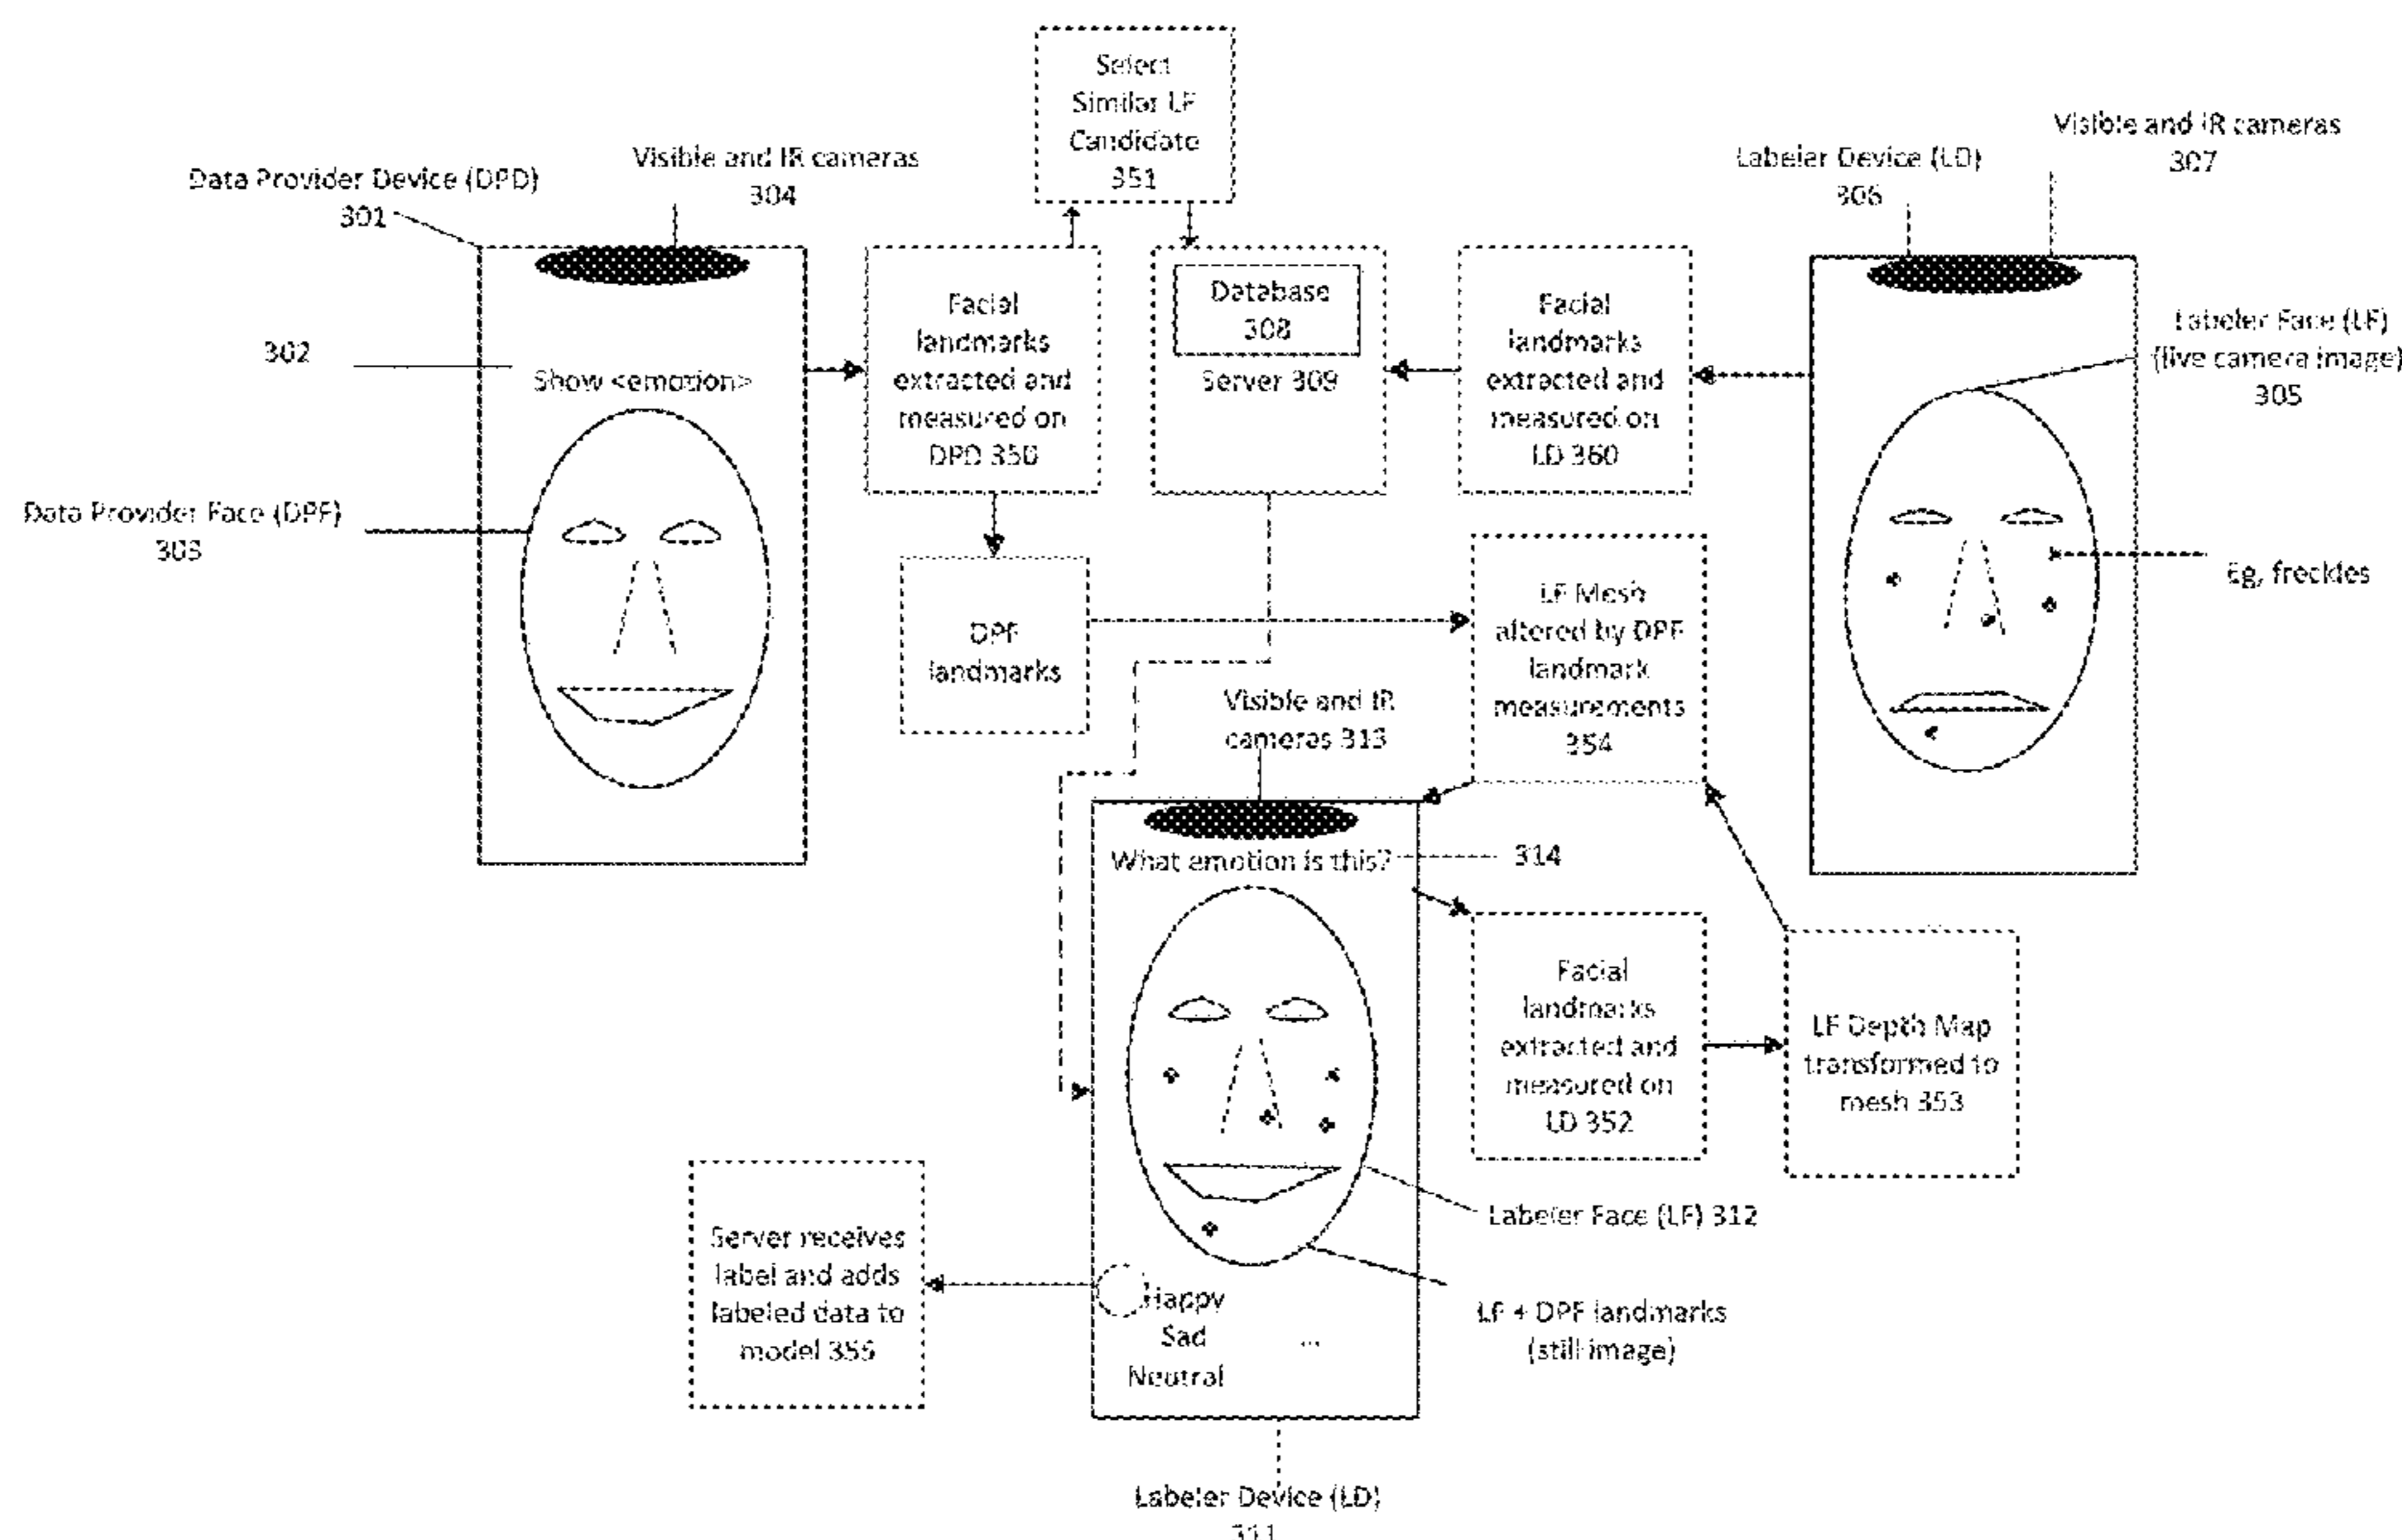 Select
Similar LF
Candidate
351
Visible and IR cameras
304
Data Provider Device (DPD)
301
Visible and IR cameras
307
Labeler Device (LD)
306
302
Show <emotion>
Facial
landmarks
extracted and
measured on
DPD 350
Database
308
Server 309
Facial
landmarks
extracted and
measured on
LD 360
Labeler Face (LF)
(live camera image)
305
Data Provider Face (DPF)
303
Eg, freckles
DPF
landmarks
LF Mesh
altered by DPF
landmark
measurements
354
Visible and IR
cameras 313
What emotion is this?
314
Facial
landmarks
extracted and
measured on
LD 352
LF Depth Map
transformed to
mesh 353
Labeler Face (LF) 312
LF + DPF landmarks
(still image)
Server receives
label and adds
labeled data to
model 355
Happy
Sad
...
Neutral
Labeler Device (LD)
311